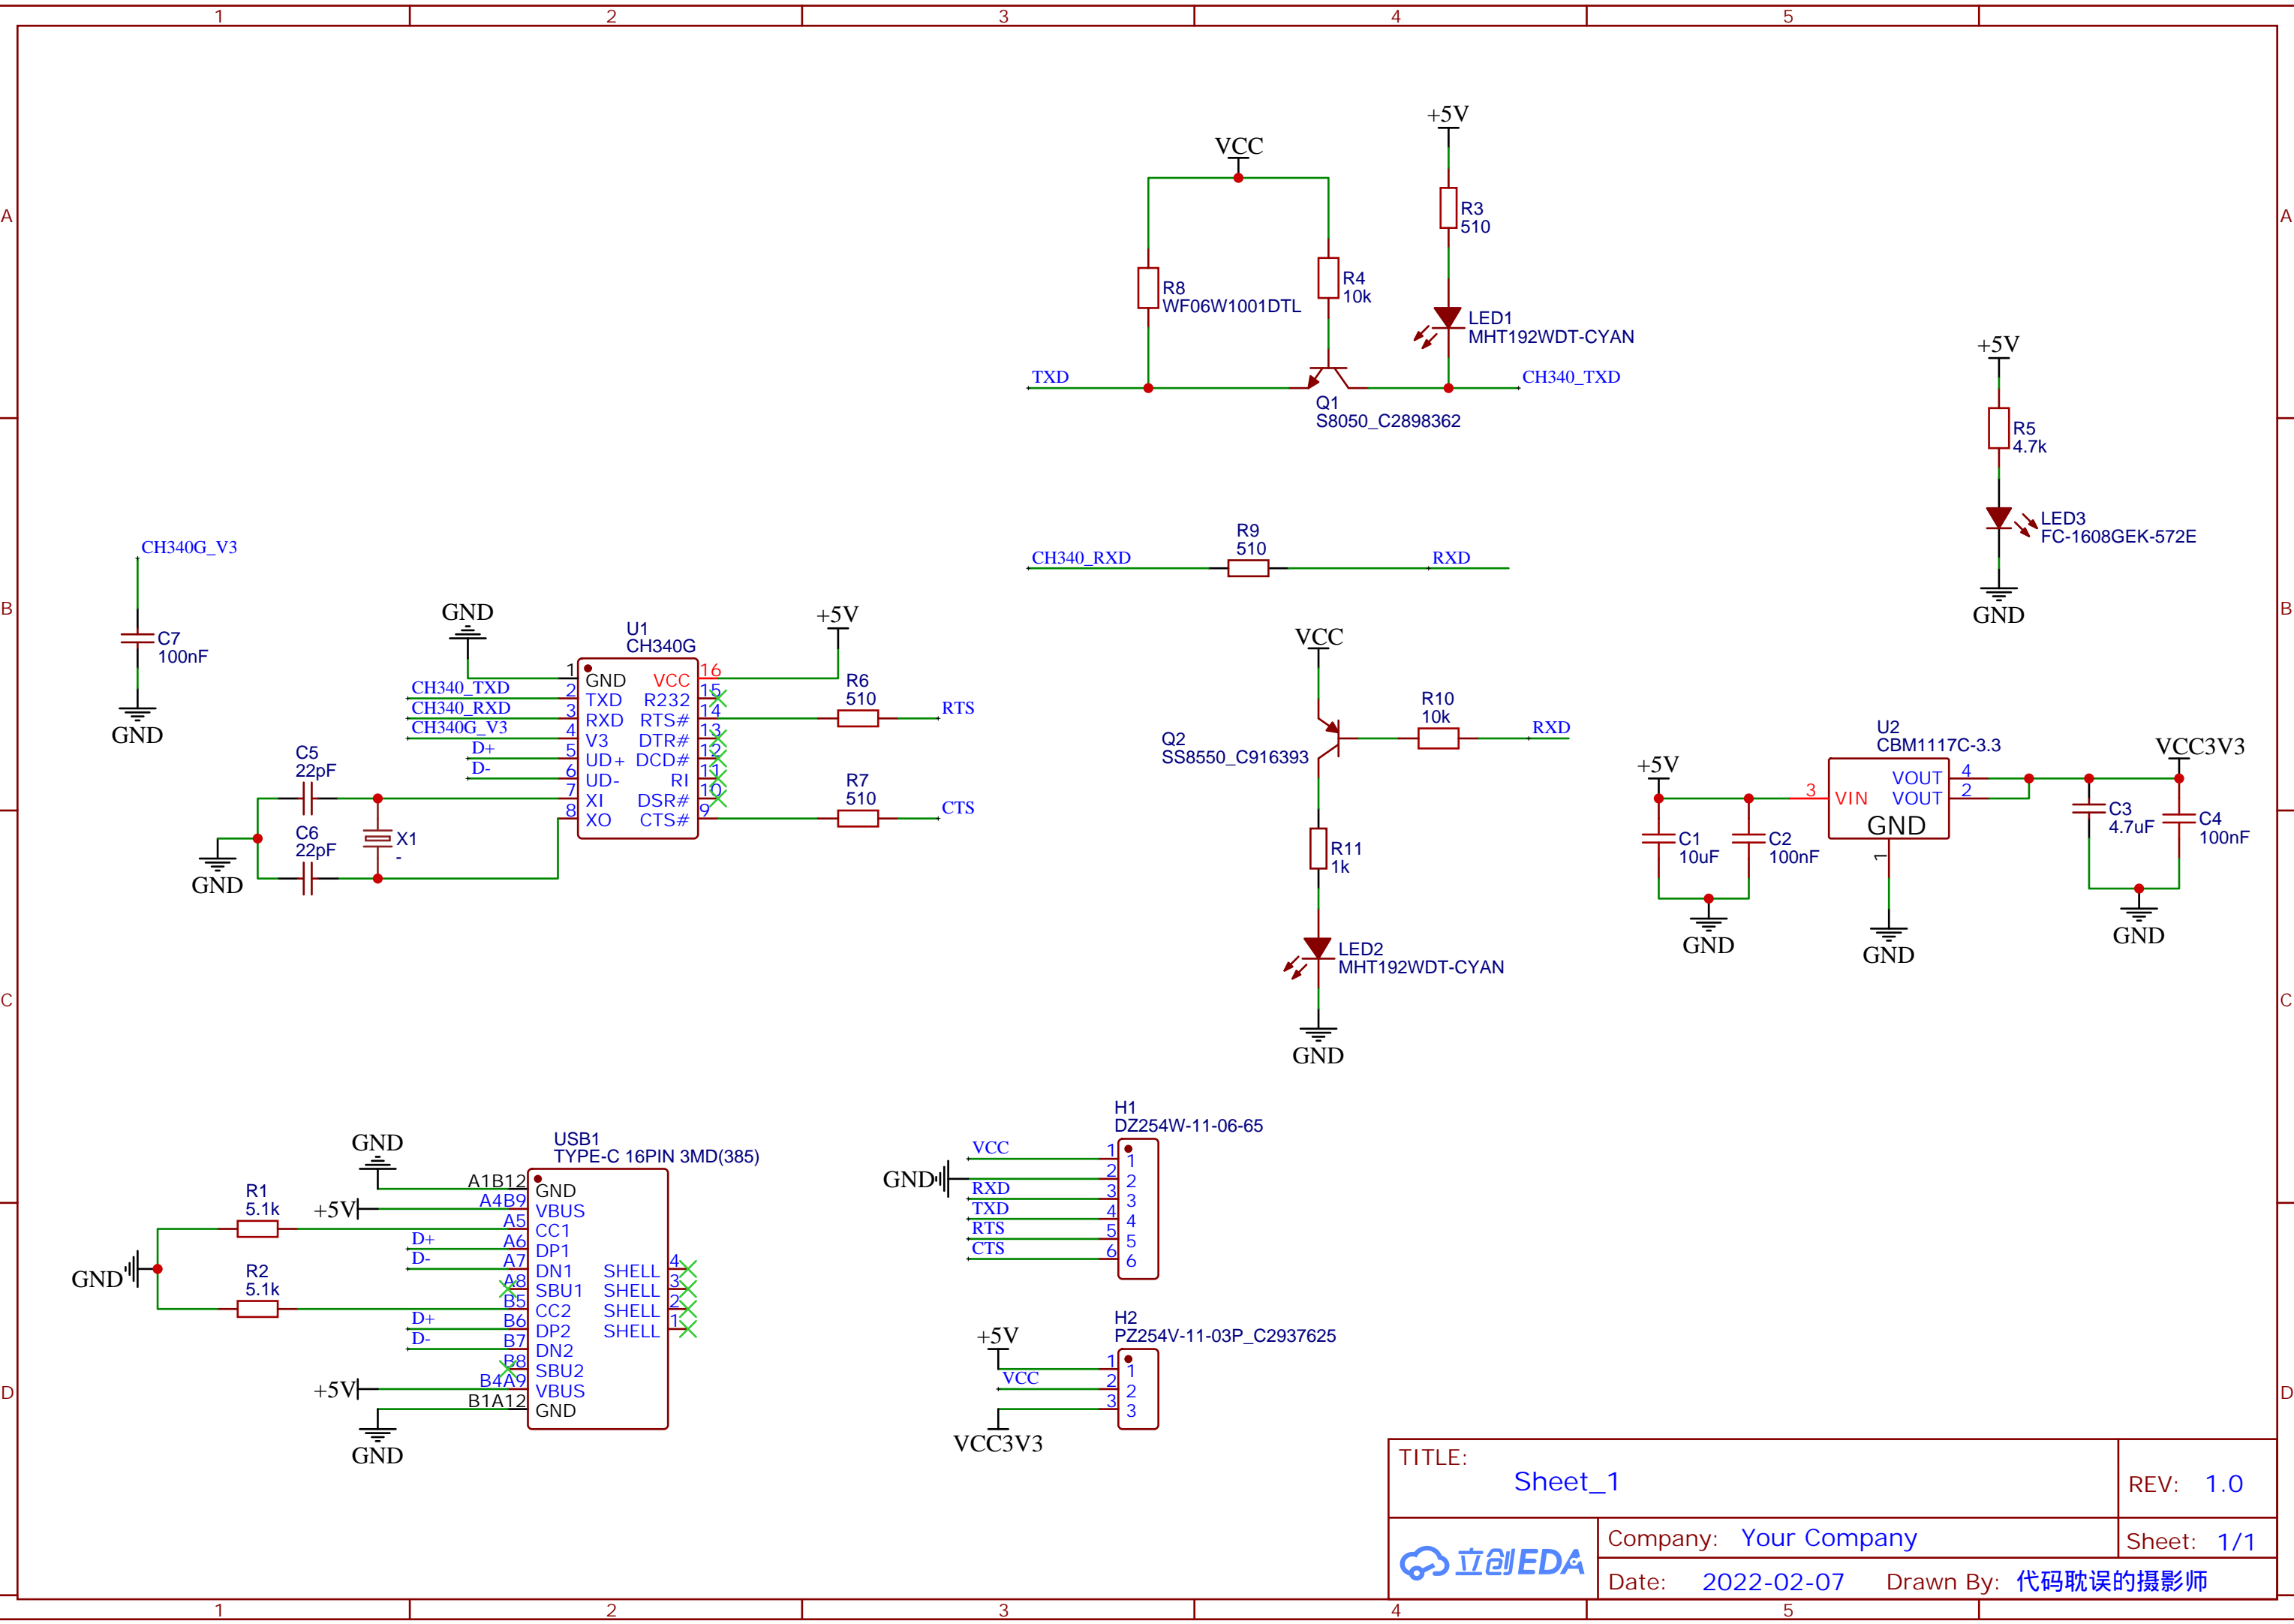 1 2 3 4 5
A A
B B
C C
D D
+5V
VCC
R3
510
R8
WF06W1001DTL
R4
10k
LED1
MHT192WDT-CYAN
TXD
CH340_TXD
Q1
S8050_C2898362
+5V
R5
4.7k
LED3
FC-1608GEK-572E
GND
CH340_RXD
R9
510
RXD
CH340G_V3
C7
100nF
GND
GND
+5V
U1
CH340G
1 GND VCC 16
CH340_TXD 2 TXD R232 15
CH340_RXD 3 RXD RTS# 14
CH340G_V3 4 V3 DTR# 13
D+ 5 UD+ DCD# 12
D- 6 UD- RI 11
7 XI DSR# 10
8 XO CTS# 9
R6
510
RTS
R7
510
CTS
C5
22pF
C6
22pF
X1
-
GND
VCC
Q2
SS8550_C916393
R10
10k
RXD
R11
1k
LED2
MHT192WDT-CYAN
GND
+5V
U2
CBM1117C-3.3
VCC3V3
3 VIN VOUT 4
VOUT 2
GND
1
C1
10uF
C2
100nF
C3
4.7uF
C4
100nF
GND
GND
GND
GND
USB1
TYPE-C 16PIN 3MD(385)
A1B12 GND
+5V A4B9 VBUS
R1
5.1k
A5 CC1
D+ A6 DP1
D- A7 DN1 SHELL 4
GND
R2
5.1k
A8 SBU1 SHELL 3
B5 CC2 SHELL 2
D+ B6 DP2 SHELL 1
D- B7 DN2
B8 SBU2
+5V B4A9 VBUS
B1A12 GND
GND
H1
DZ254W-11-06-65
VCC 1 1
GND 2 2
RXD 3 3
TXD 4 4
RTS 5 5
CTS 6 6
H2
PZ254V-11-03P_C2937625
+5V 1 1
VCC 2 2
3 3
VCC3V3
TITLE:
Sheet_1
REV: 1.0
立创EDA
Company: Your Company
Sheet: 1/1
Date: 2022-02-07
Drawn By: 代码耽误的摄影师
1 2 3 4 5